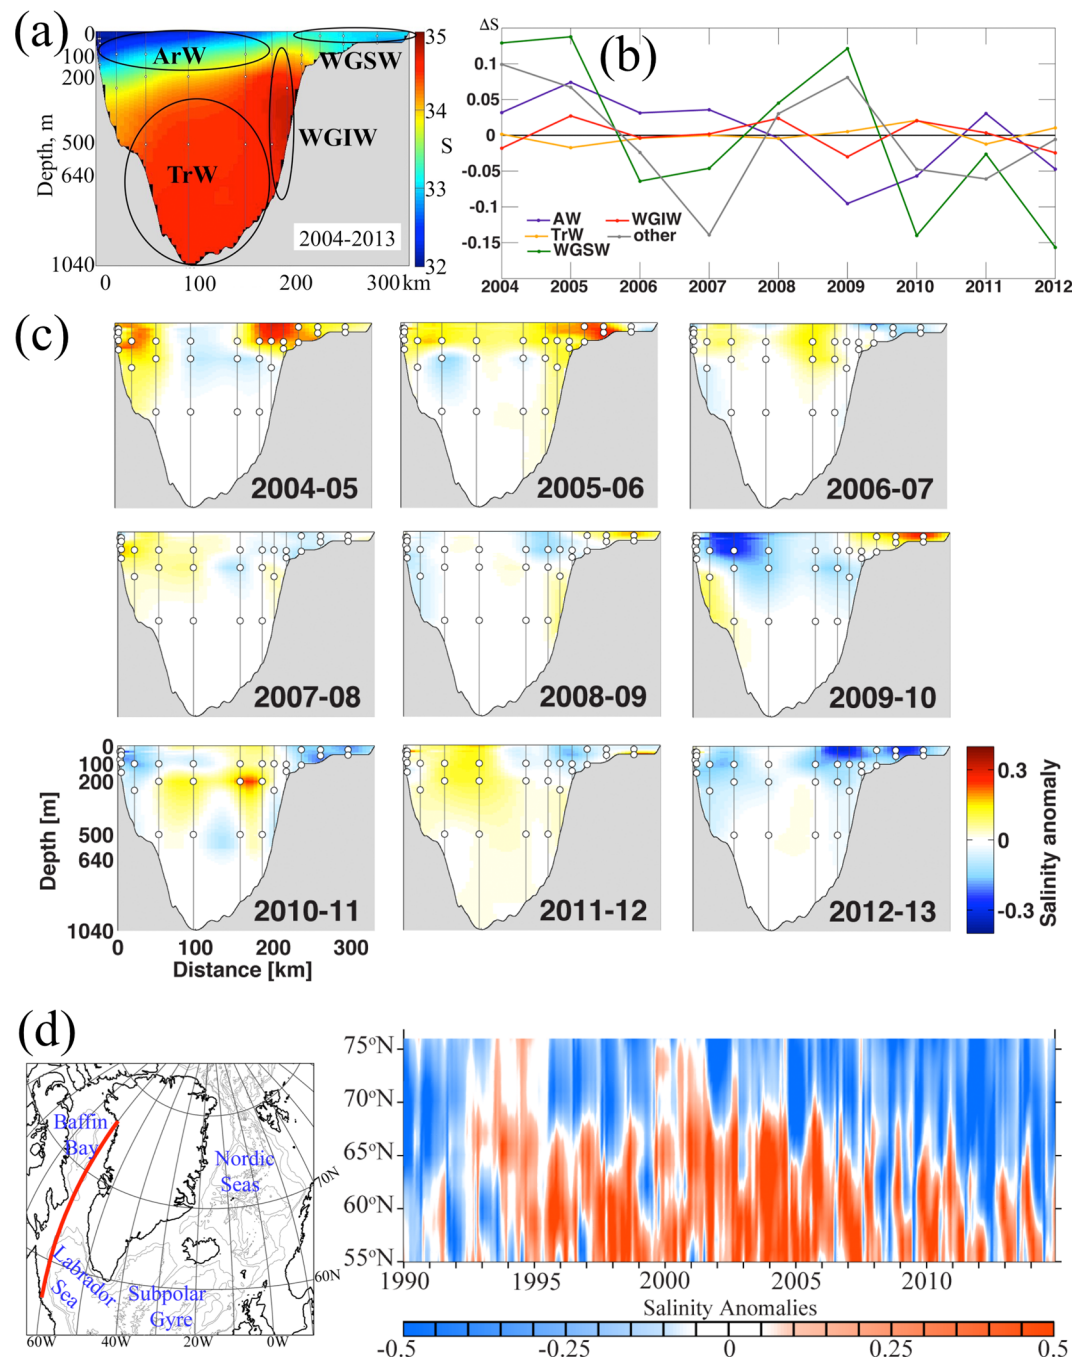 (a)
0
100
200
500
640
1040
Depth, m
ArW
WGSW
WGIW
TrW
2004-2013
0 100 200 300 km
35
34
S
33
32
(b)
ΔS
0.1
0.05
0
-0.05
-0.1
-0.15
AW WGIW
TrW other
WGSW
2004 2005 2006 2007 2008 2009 2010 2011 2012
(c)
2004-05 2005-06 2006-07
2007-08 2008-09 2009-10
0
100
200
500
640
1040
Depth [m]
2010-11 2011-12 2012-13
0 100 200 300
Distance [km]
0.3
0
-0.3
Salinity anomaly
(d)
Baffin
Bay
Nordic
Seas
Labrador
Sea
Subpolar
Gyre
70N
60N
60W 40W 20W 0W
75°N
70°N
65°N
60°N
55°N
1990 1995 2000 2005 2010
Salinity Anomalies
-0.5 -0.25 0 0.25 0.5